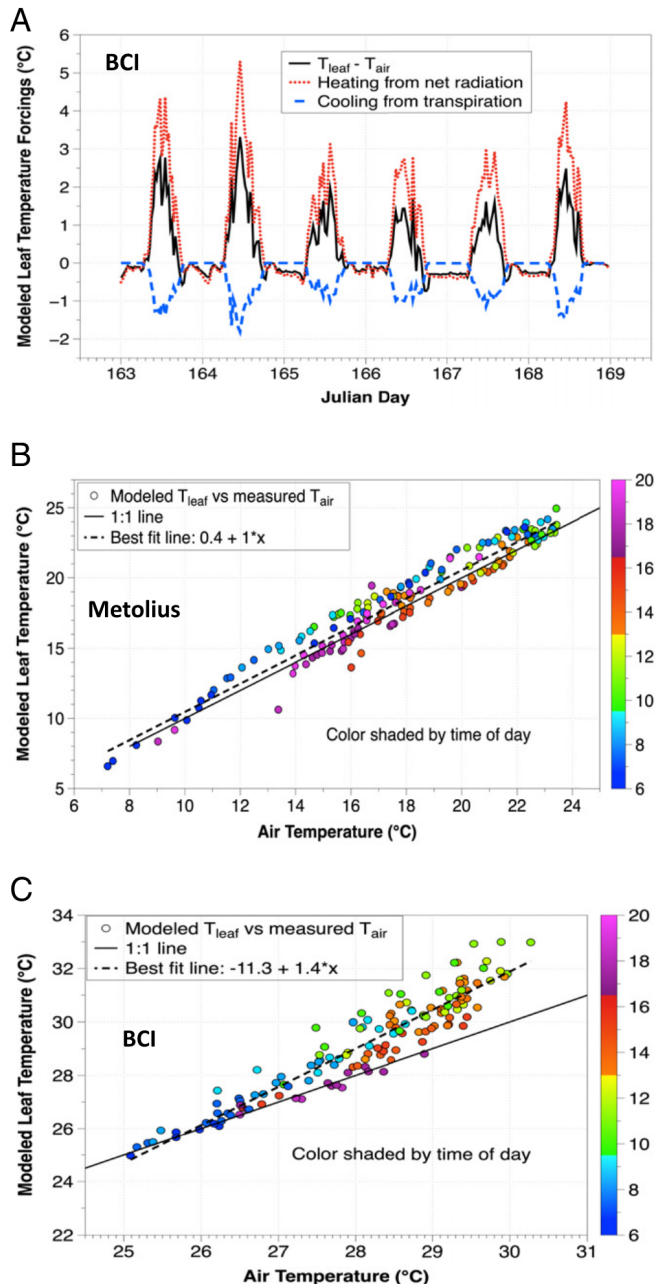 A
BCI
T leaf - T air
Heating from net radiation
Cooling from transpiration
Modeled Leaf Temperature Forcings (°C)
6
5
4
3
2
1
0
−1
−2
163 164 165 166 167 168 169
Julian Day
B
Modeled T leaf vs measured T air
1:1 line
Best fit line: 0.4 + 1*x
Metolius
Color shaded by time of day
Modeled Leaf Temperature (°C)
25
20
15
10
5
6 8 10 12 14 16 18 20 22 24
Air Temperature (°C)
20
18
16
14
12
10
8
6
C
Modeled T leaf vs measured T air
1:1 line
Best fit line: -11.3 + 1.4*x
BCI
Color shaded by time of day
Modeled Leaf Temperature (°C)
34
32
30
28
26
24
22
25 26 27 28 29 30 31
Air Temperature (°C)
20
18
16
14
12
10
8
6